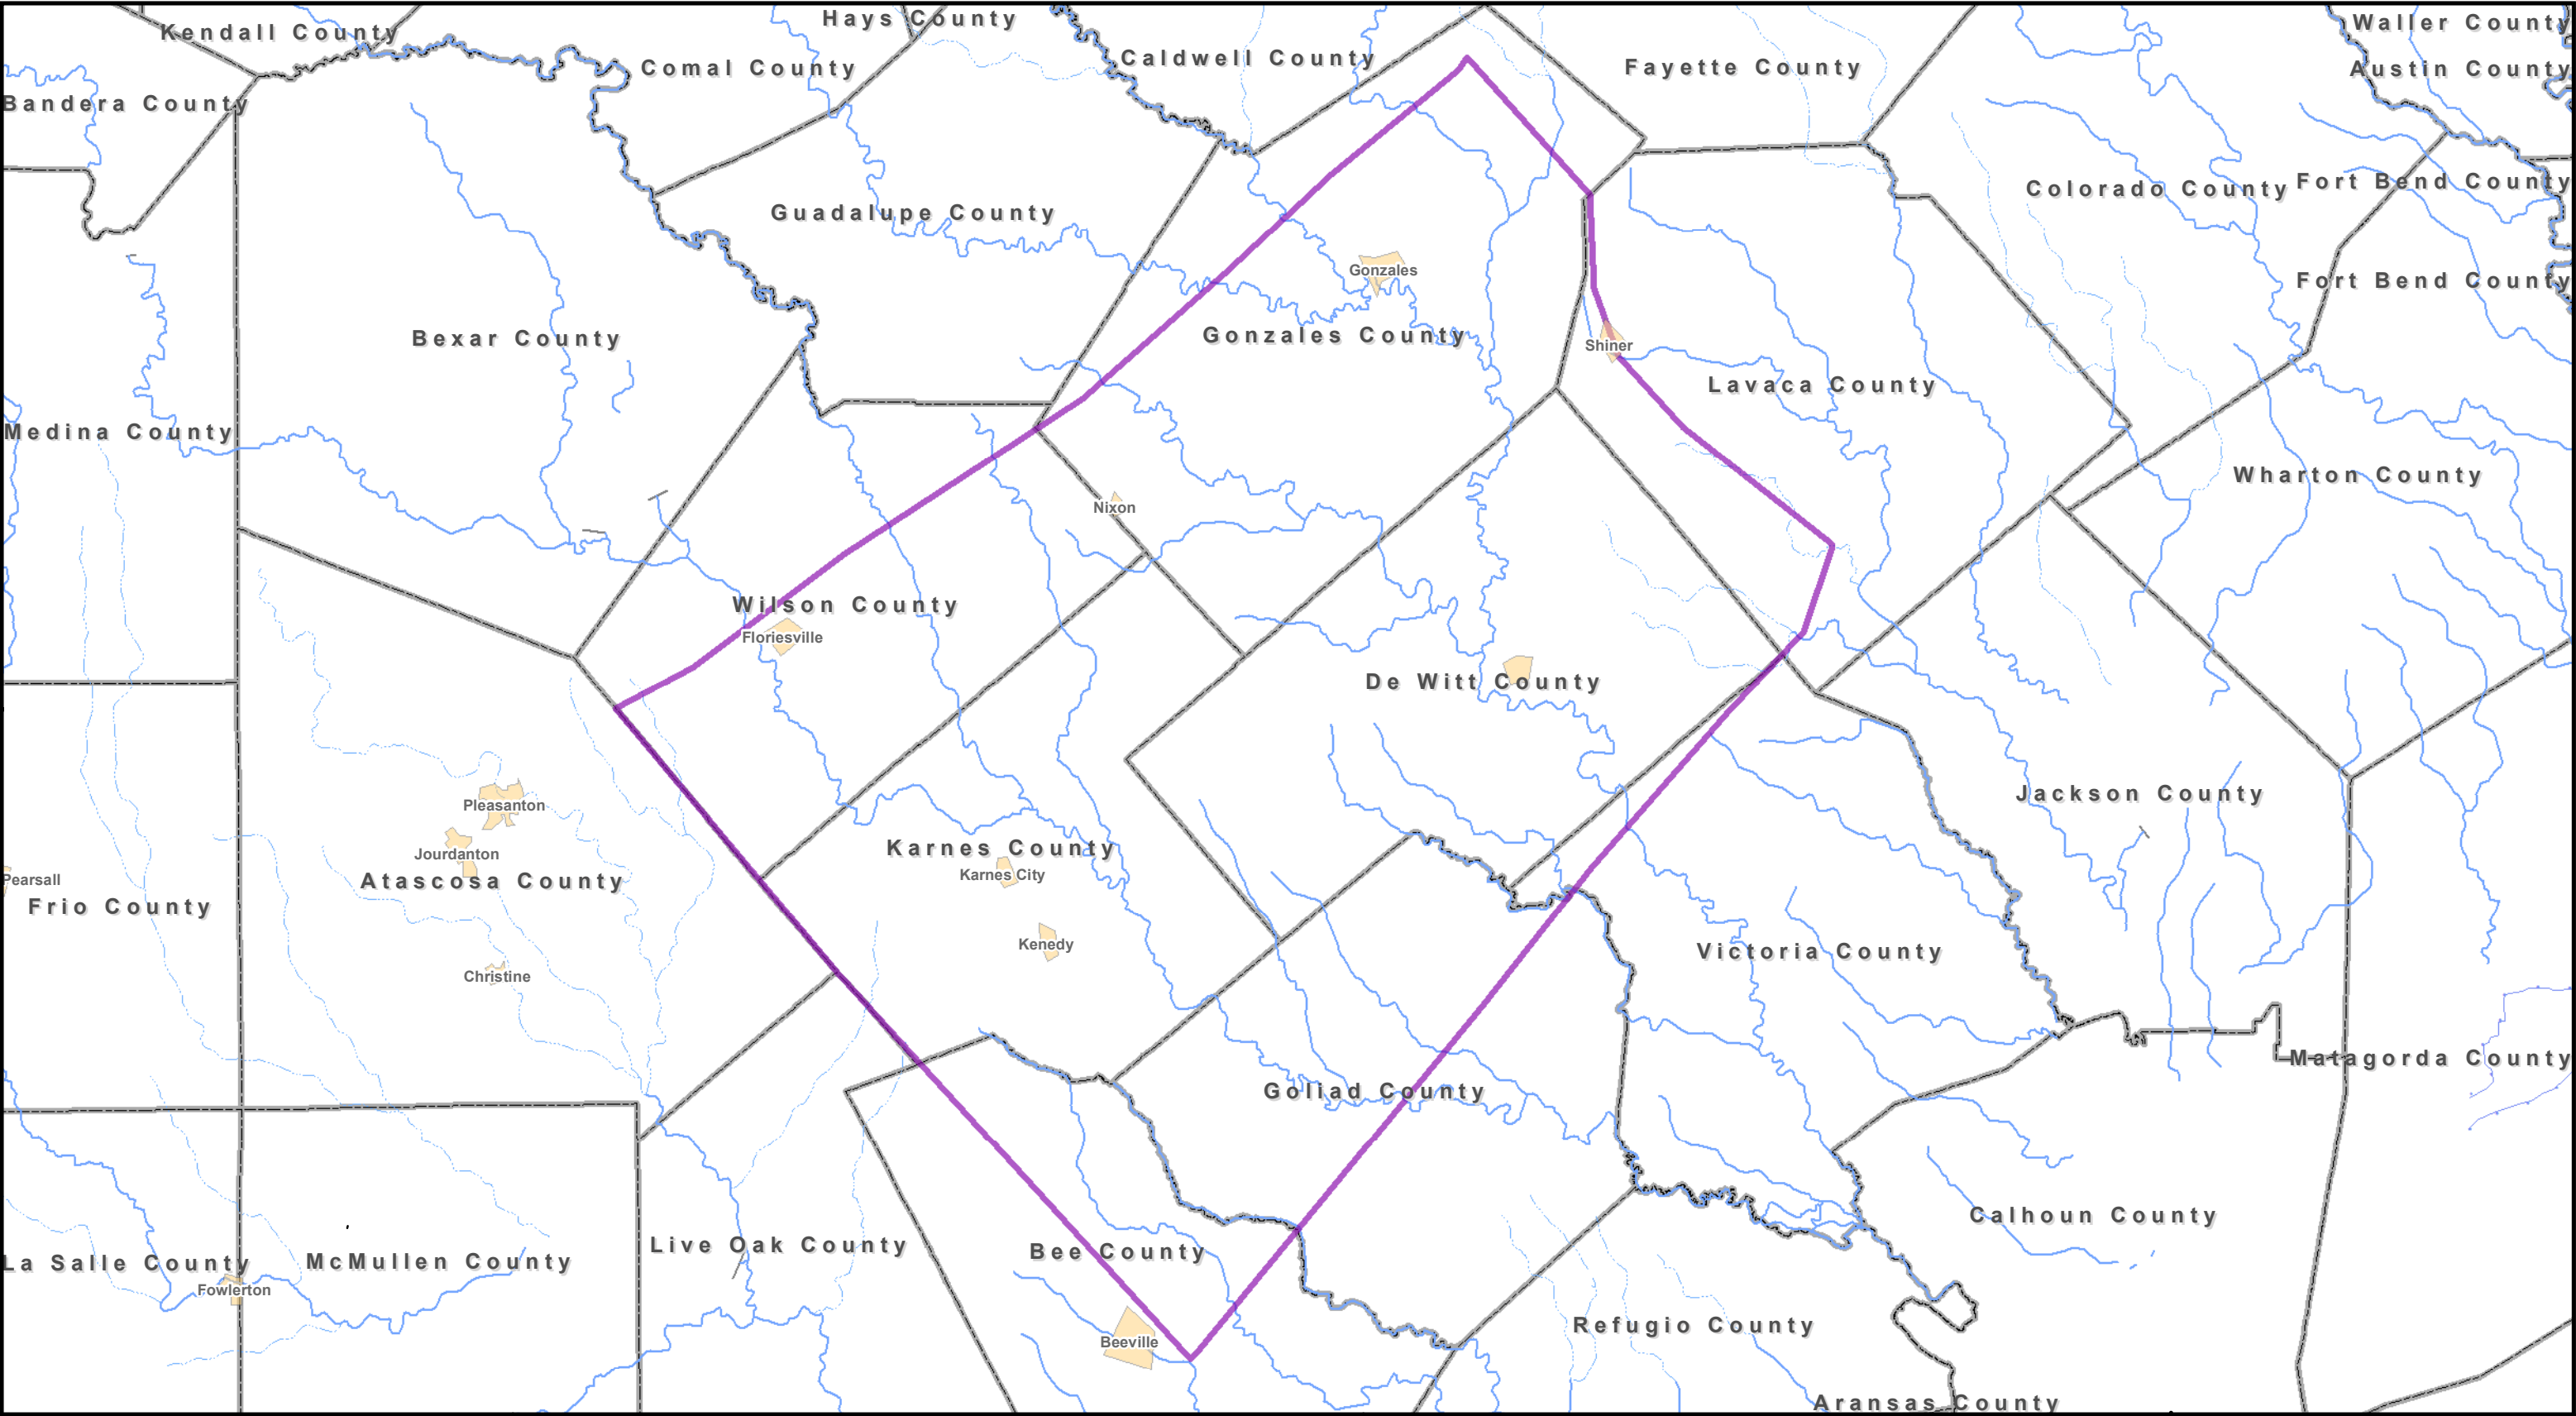 Hays County
Waller County
Kendall County
Caldwell County
Comal County
Fayette County
Austin County
Bandera County
Fort Bend County
Colorado County
Guadalupe County
Gonzales
Fort Bend County
Bexar County
Gonzales County
Shiner
Lavaca County
Medina County
Wharton County
Nixon
Wilson County
Floriesville
De Witt County
Jackson County
Pleasanton
Karnes County
Jourdanton
Karnes City
Pearsall
Atascosa County
Frio County
Kenedy
Victoria County
Christine
Matagorda County
Goliad County
Calhoun County
Live Oak County
Bee County
La Salle County
McMullen County
Fowlerton
Refugio County
Beeville
Aransas County